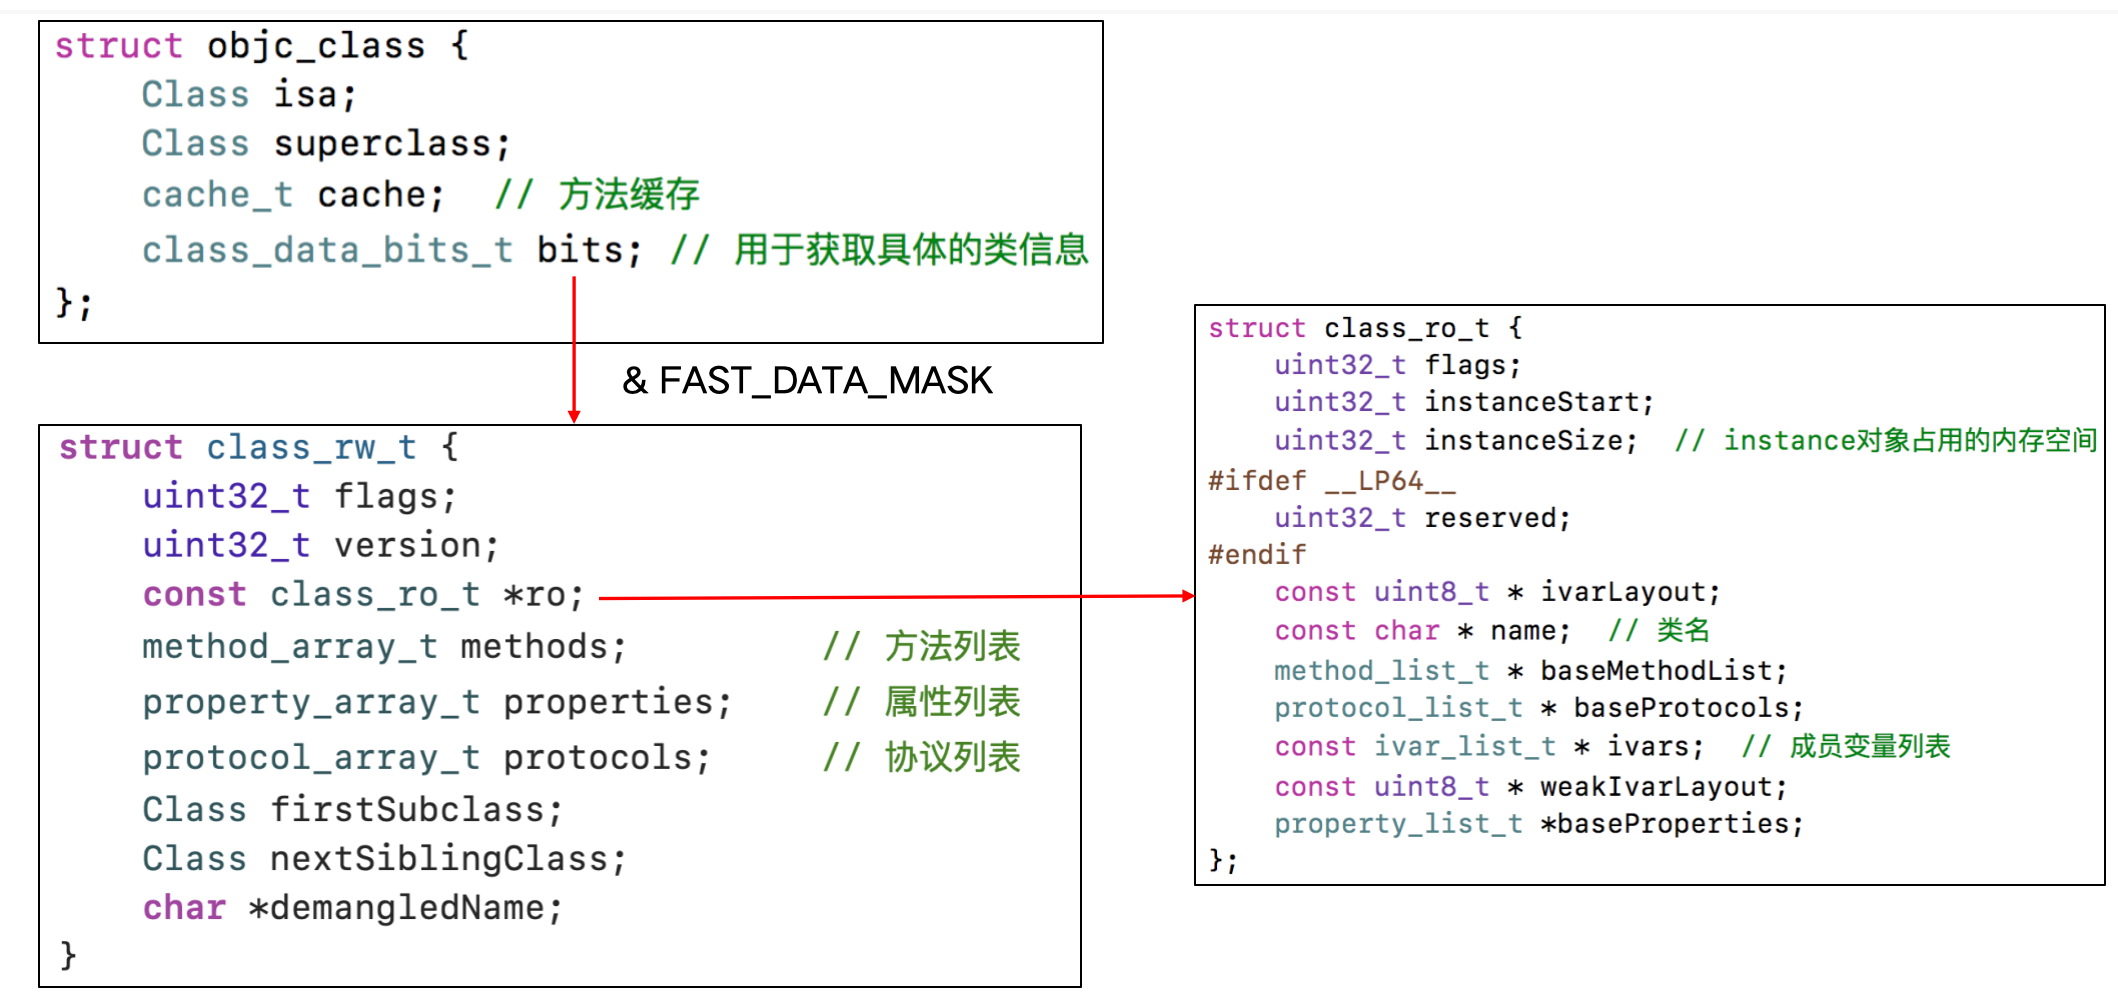 struct objc_class {
    Class isa;
    Class superclass;
    cache_t cache;  // 方法缓存
    class_data_bits_t bits; // 用于获取具体的类信息
};
& FAST_DATA_MASK
struct class_rw_t {
    uint32_t flags;
    uint32_t version;
    const class_ro_t *ro;
    method_array_t methods;         // 方法列表
    property_array_t properties;    // 属性列表
    protocol_array_t protocols;     // 协议列表
    Class firstSubclass;
    Class nextSiblingClass;
    char *demangledName;
}
struct class_ro_t {
    uint32_t flags;
    uint32_t instanceStart;
    uint32_t instanceSize;  // instance对象占用的内存空间
#ifdef __LP64__
    uint32_t reserved;
#endif
    const uint8_t * ivarLayout;
    const char * name;  // 类名
    method_list_t * baseMethodList;
    protocol_list_t * baseProtocols;
    const ivar_list_t * ivars;  // 成员变量列表
    const uint8_t * weakIvarLayout;
    property_list_t *baseProperties;
};